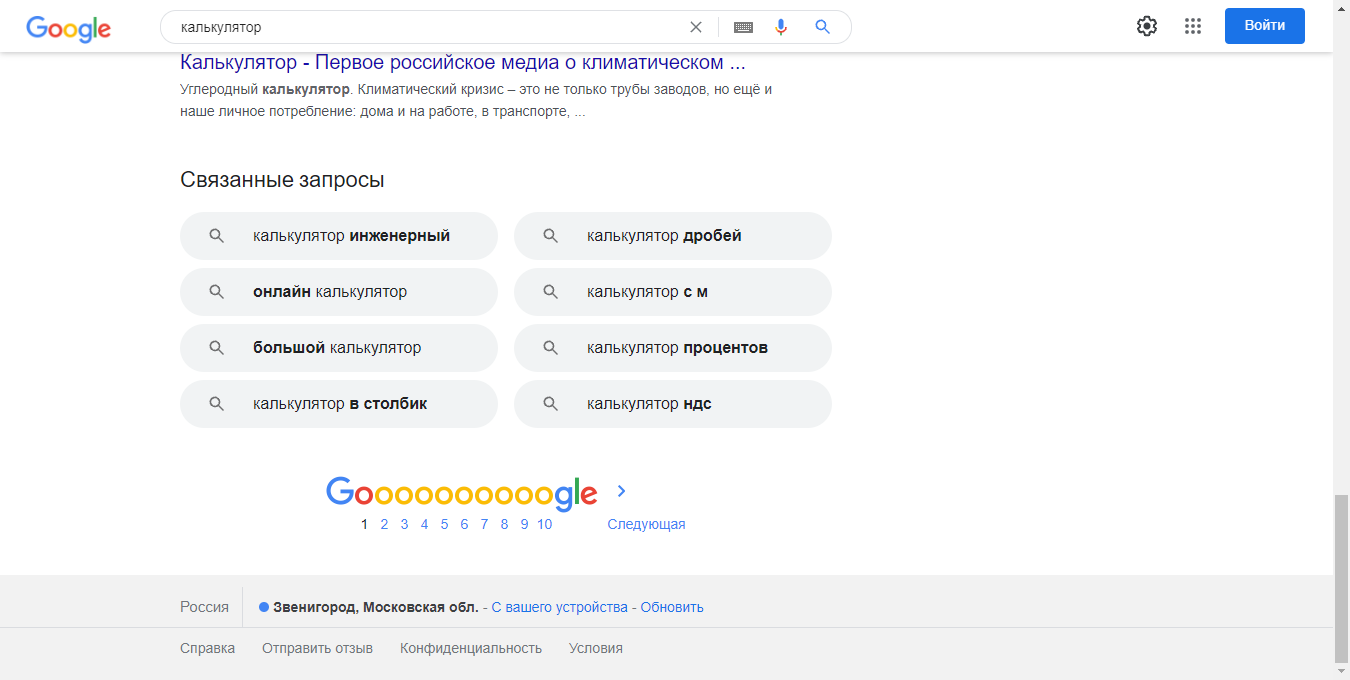 Google
калькулятор
Войти
Калькулятор - Первое российское медиа о климатическом ...
Углеродный калькулятор. Климатический кризис – это не только трубы заводов, но ещё и
наше личное потребление: дома и на работе, в транспорте, ...
Связанные запросы
калькулятор инженерный
калькулятор дробей
онлайн калькулятор
калькулятор с м
большой калькулятор
калькулятор процентов
калькулятор в столбик
калькулятор ндс
Goooooooooogle
1 2 3 4 5 6 7 8 9 10 Следующая
Россия
Звенигород, Московская обл. - С вашего устройства - Обновить
Справка Отправить отзыв Конфиденциальность Условия